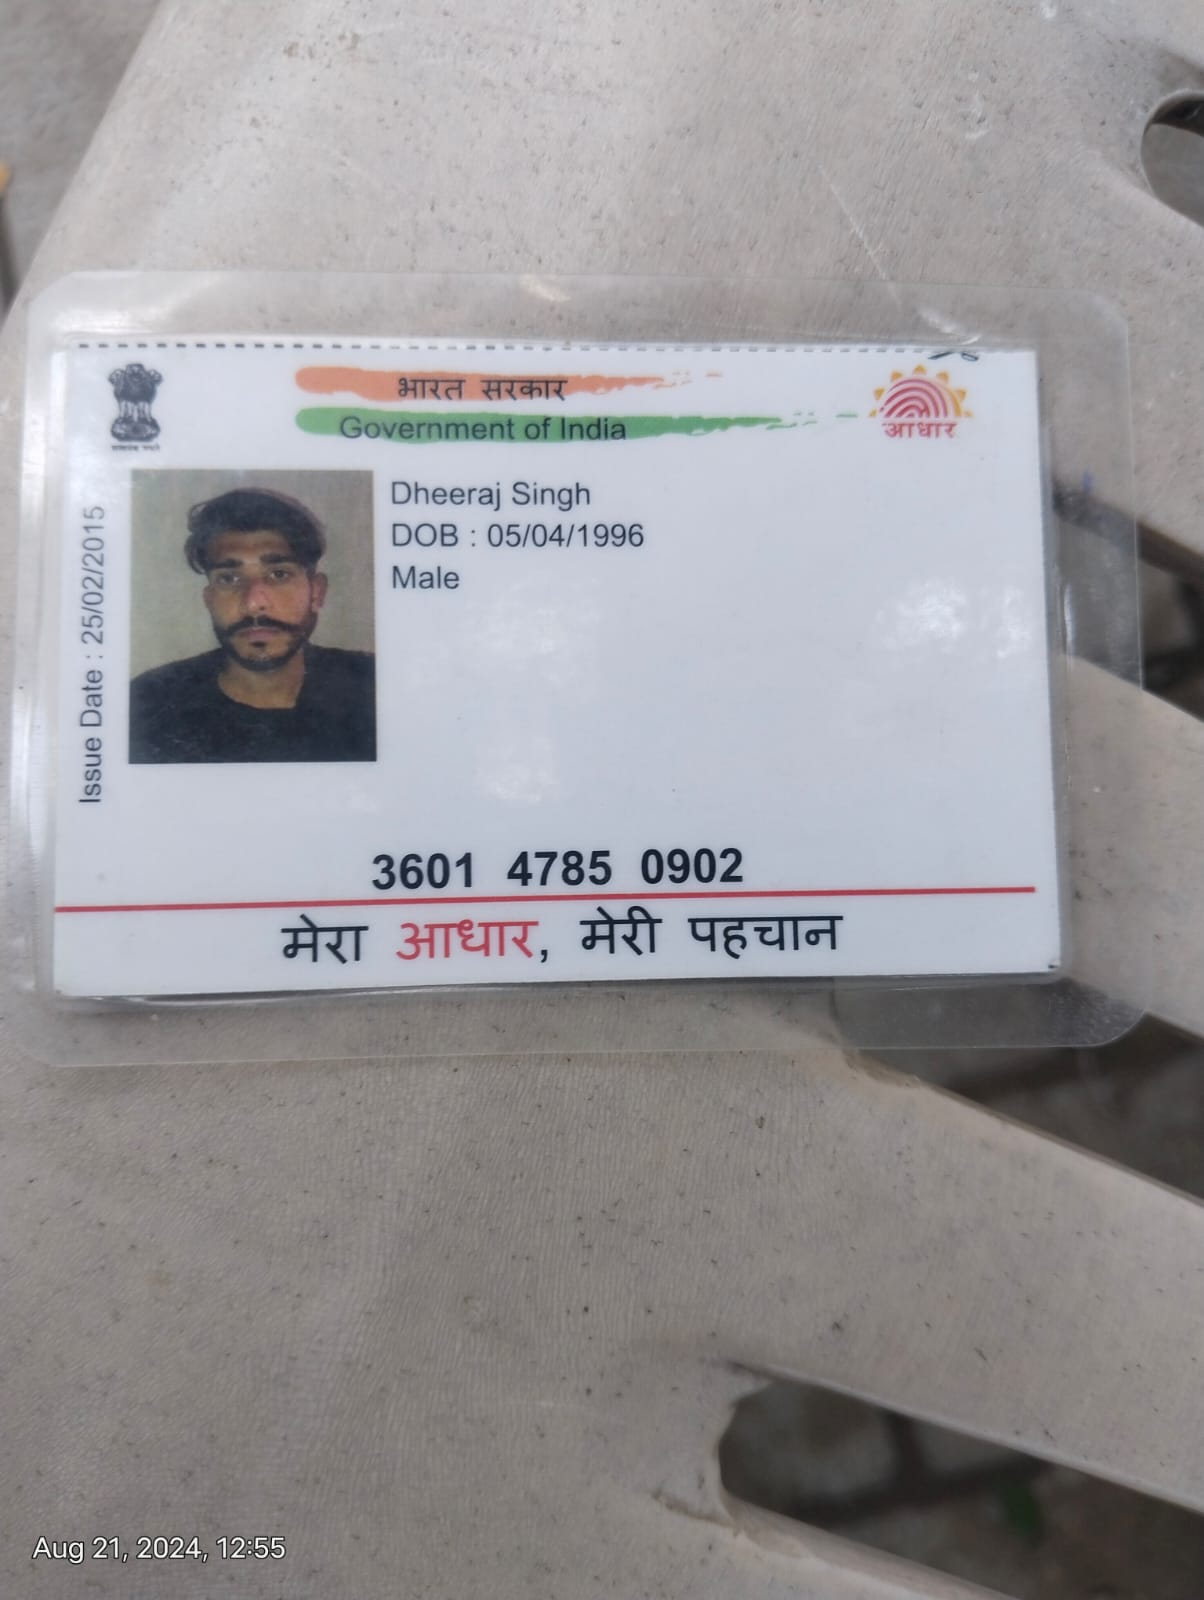 भारत सरकार
Government of India
आधार
Issue Date : 25/02/2015
Dheeraj Singh
DOB : 05/04/1996
Male
3601 4785 0902
मेरा आधार, मेरी पहचान
Aug 21, 2024, 12:55